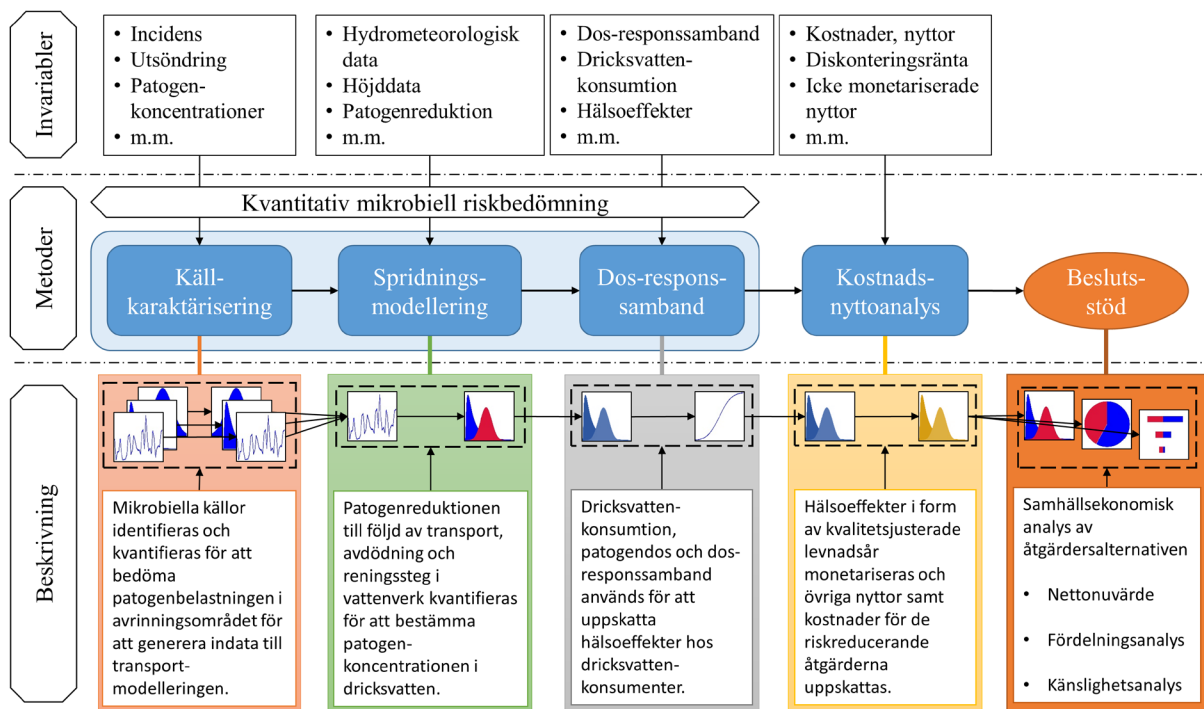 Invariabler
• Incidens
• Utsöndring
• Patogen-
koncentrationer
• m.m.
• Hydrometeorologisk
data
• Höjddata
• Patogenreduktion
• m.m.
• Dos-responssamband
• Dricksvatten-
konsumtion
• Hälsoeffekter
• m.m.
• Kostnader, nyttor
• Diskonteringsränta
• Icke monetariserade
nyttor
• m.m.
Metoder
Kvantitativ mikrobiell riskbedömning
Käll-
karaktärisering
Spridnings-
modellering
Dos-respons-
samband
Kostnads-
nyttoanalys
Besluts-
stöd
Beskrivning
Mikrobiella källor
identifieras och
kvantifieras för att
bedöma
patogenbelastningen i
avrinningsområdet för
att generera indata till
transport-
modelleringen.
Patogenreduktionen
till följd av transport,
avdödning och
reningssteg i
vattenverk kvantifieras
för att bestämma
patogen-
koncentrationen i
dricksvatten.
Dricksvatten-
konsumtion,
patogendos och dos-
responssamband
används för att
uppskatta
hälsoeffekter hos
dricksvatten-
konsumenter.
Hälsoeffekter i form
av kvalitetsjusterade
levnadsår
monetariseras och
övriga nyttor samt
kostnader för de
riskreducerande
åtgärderna
uppskattas.
Samhällsekonomisk
analys av
åtgärdersalternativen
• Nettonuvärde
• Fördelningsanalys
• Känslighetsanalys